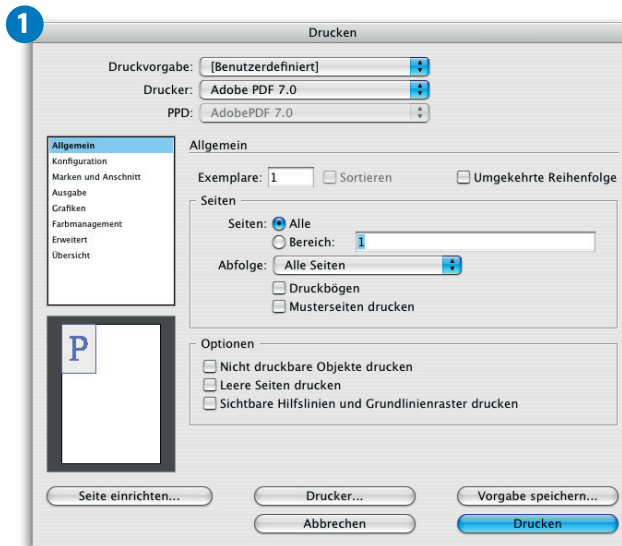 1
Drucken
Druckvorgabe: [Benutzerdefiniert]
Drucker: Adobe PDF 7.0
PPD: AdobePDF 7.0
Allgemein
Konfiguration
Marken und Anschnitt
Ausgabe
Grafiken
Farbmanagement
Erweitert
Übersicht
Allgemein
Exemplare: 1 Sortieren Umgekehrte Reihenfolge
Seiten
Seiten: Alle
Bereich: 1
Abfolge: Alle Seiten
Druckbögen
Musterseiten drucken
P
Optionen
Nicht druckbare Objekte drucken
Leere Seiten drucken
Sichtbare Hilfslinien und Grundlinienraster drucken
Seite einrichten... Drucker... Vorgabe speichern...
Abbrechen Drucken